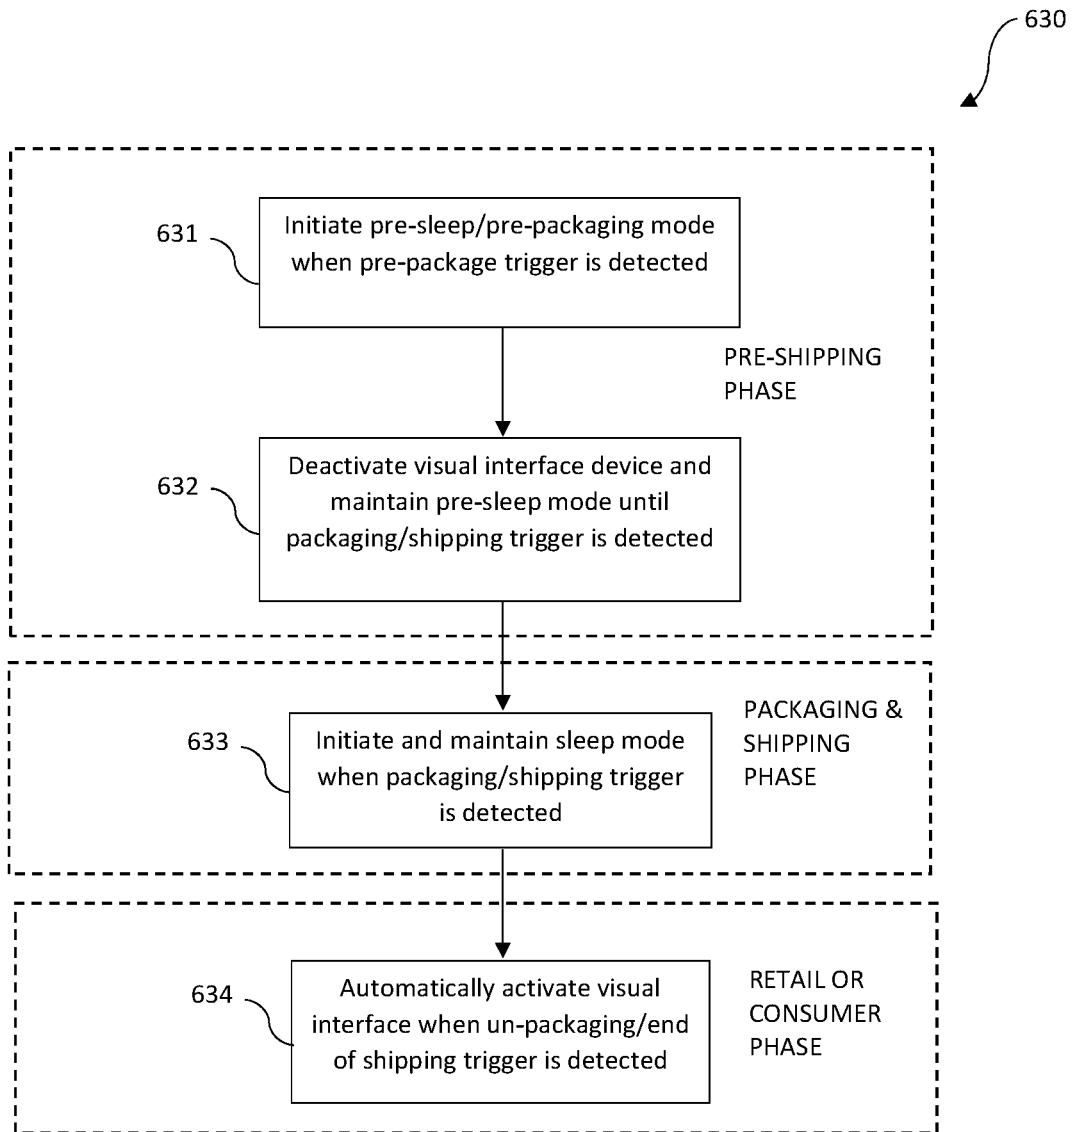 630
631
Initiate pre-sleep/pre-packaging mode
when pre-package trigger is detected
PRE-SHIPPING
PHASE
632
Deactivate visual interface device and
maintain pre-sleep mode until
packaging/shipping trigger is detected
633
Initiate and maintain sleep mode
when packaging/shipping trigger
is detected
PACKAGING &
SHIPPING
PHASE
634
Automatically activate visual
interface when un-packaging/end
of shipping trigger is detected
RETAIL OR
CONSUMER
PHASE